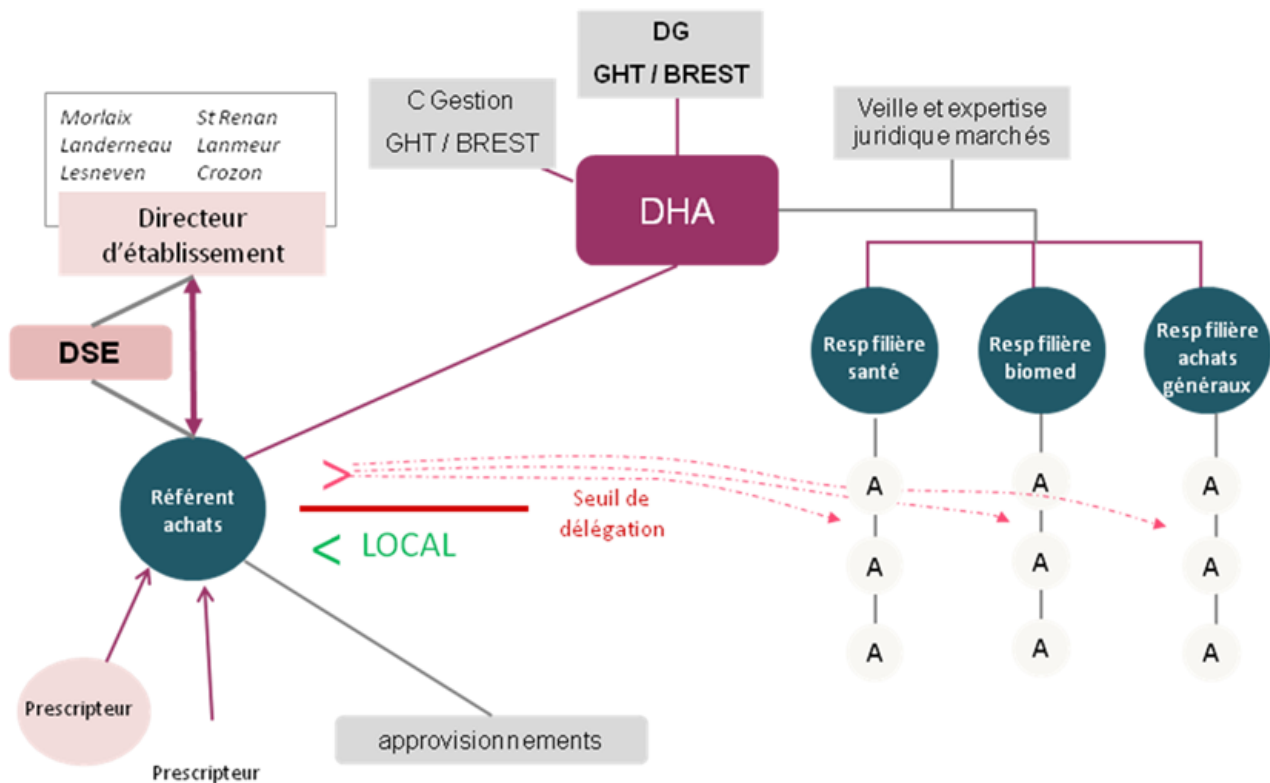 DG
GHT / BREST
C Gestion
GHT / BREST
Veille et expertise
juridique marchés
Morlaix St Renan
Landerneau Lanmeur
Lesneven Crozon
Directeur
d'établissement
DHA
DSE
Resp filière
santé
Resp filière
biomed
Resp filière
achats
généraux
Référent
achats
>
Seuil de
délégation
< LOCAL
A
A
A
A
A
A
A
A
A
Prescripteur
Prescripteur
approvisionnements